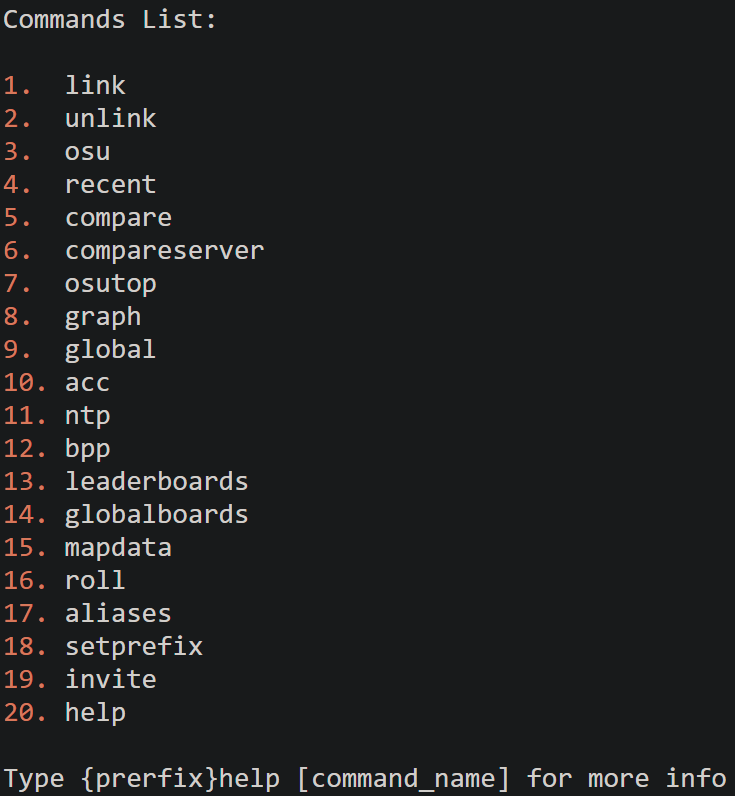 Commands List:
1. link
2. unlink
3. osu
4. recent
5. compare
6. compareserver
7. osutop
8. graph
9. global
10. acc
11. ntp
12. bpp
13. leaderboards
14. globalboards
15. mapdata
16. roll
17. aliases
18. setprefix
19. invite
20. help
Type {prerfix}help [command_name] for more info